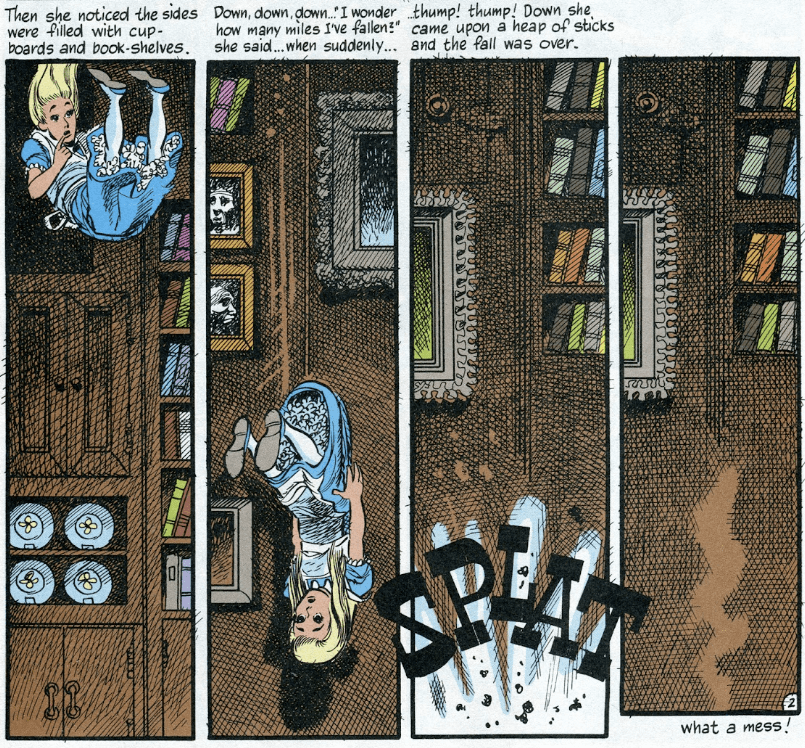 Then she noticed the sides
were filled with cup-
boards and book-shelves.
Down, down, down..."I wonder
how many miles I've fallen?"
she said...when suddenly...
...thump! thump! Down she
came upon a heap of sticks
and the fall was over.
SPLAT
2
what a mess!